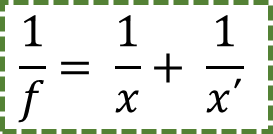 1/f = 1/x + 1/x′